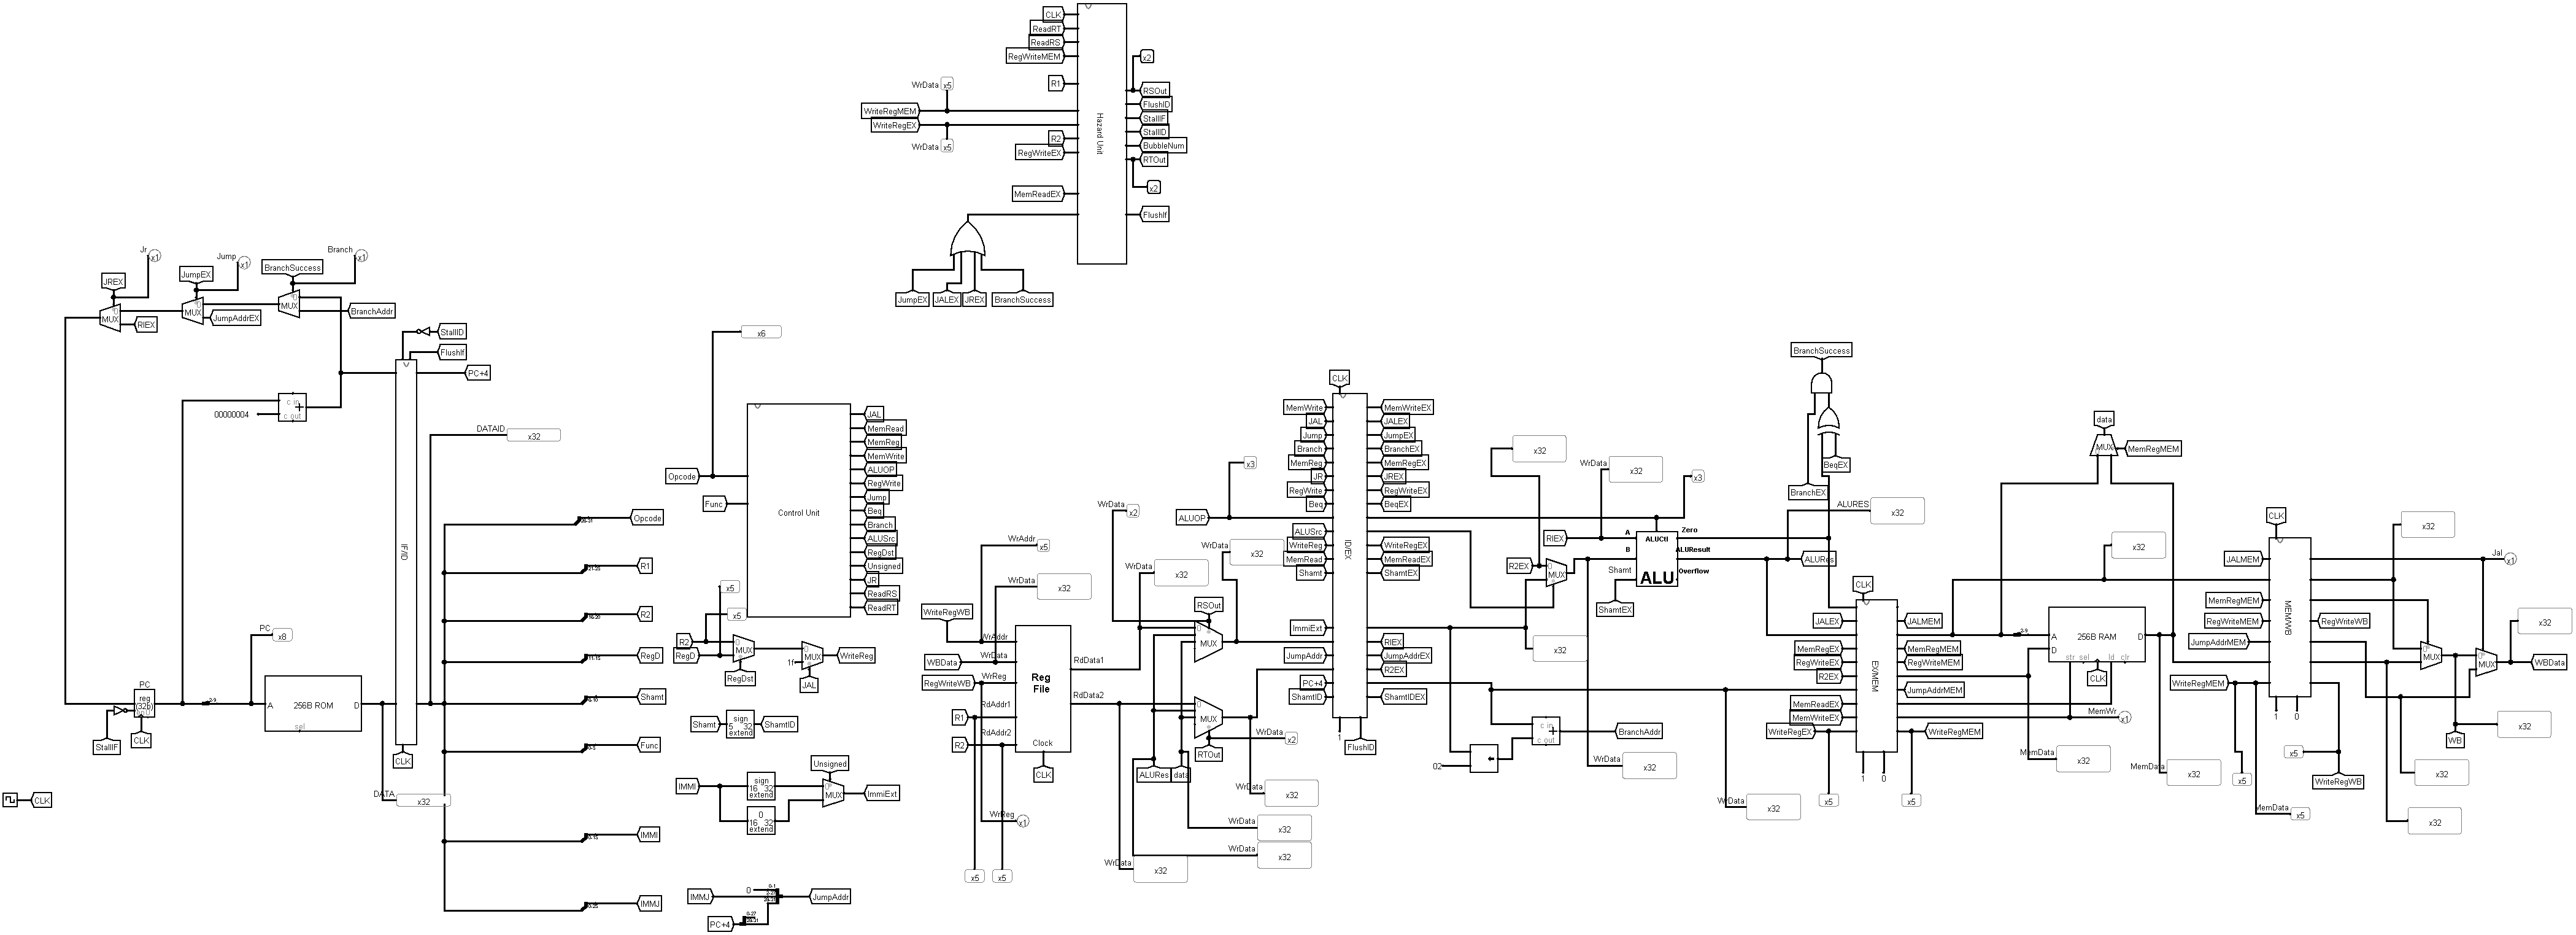 CLK
ReadRT
ReadRS
RegWriteMEM
R1
WrData x5
WriteRegMEM
WriteRegEX
WrData x5
R2
RegWriteEX
MemReadEX
Hazard Unit
x2
RSOut
FlushID
StallIF
StallID
BubbleNum
RTOut
x2
FlushIf
JumpEX
JALEX
JREX
BranchSuccess
Jr x1
Jump x1
Branch x1
JREX
JumpEX
BranchSuccess
MUX
MUX
MUX
RIEX
JumpAddrEX
BranchAddr
StallID
FlushIf
PC+4
c in
c out
00000004
IF/ID
CLK
DATAID x32
PC x8
PC
reg
(32b)
StallIF
CLK
A 256B ROM D
sel
DATA x32
CLK
Opcode
R1
R2
RegD
Shamt
Func
IMMI
IMMJ
x6
Opcode
Func
Control Unit
JAL
MemRead
MemReg
MemWrite
ALUOP
RegWrite
Jump
Beq
Branch
ALUSrc
RegDst
Unsigned
JR
ReadRS
ReadRT
x5
x5
R2
RegD
MUX
RegDst
1f
MUX
JAL
WriteReg
Shamt
sign
5 32
extend
ShamtID
IMMI
sign
16 32
extend
0
16 32
extend
Unsigned
MUX
ImmiExt
IMMJ
0
PC+4
JumpAddr
WrAddr x5
WrData x32
WriteRegWB
WBData
RegWriteWB
R1
R2
WrAddr
WrData
WrReg
RdAddr1
RdAddr2
Reg
File
Clock
CLK
RdData1
RdData2
WrReg x1
x5
x5
WrData x2
WrData x32
WrData x32
RSOut
MUX
MUX
RTOut
WrData x2
ALURes
data
WrData x32
WrData x32
WrData x32
WrData x32
ALUOP
x3
CLK
MemWrite
JAL
Jump
Branch
MemReg
JR
RegWrite
Beq
ALUSrc
WriteReg
MemRead
Shamt
ImmiExt
JumpAddr
PC+4
ShamtID
ID/EX
1
FlushID
MemWriteEX
JALEX
JumpEX
BranchEX
MemRegEX
JREX
RegWriteEX
BeqEX
WriteRegEX
MemReadEX
ShamtEX
RIEX
JumpAddrEX
R2EX
ShamtIDEX
x32
WrData x32
x3
RIEX
R2EX
MUX
A
B
Shamt
ALUCtl
ALU
Zero
ALUResult
Overflow
ShamtEX
x32
02
c in
c out
BranchAddr
WrData x32
WrData x32
BranchSuccess
BeqEX
BranchEX
ALURES x32
ALURes
CLK
JALEX
MemRegEX
RegWriteEX
R2EX
MemReadEX
MemWriteEX
WriteRegEX
EX/MEM
1 0
x5
x5
JALMEM
MemRegMEM
RegWriteMEM
JumpAddrMEM
WriteRegMEM
data
MUX
MemRegMEM
x32
A 256B RAM D
D
str sel ld clr
CLK
MemWr x1
MemData x32
MemData x32
CLK
JALMEM
MemRegMEM
RegWriteMEM
JumpAddrMEM
WriteRegMEM
MEM/WB
1 0
x5
MemData x5
RegWriteWB
x5
WriteRegWB
x32
Jal x1
MUX
MUX
x32
WBData
WB
x32
x32
x32